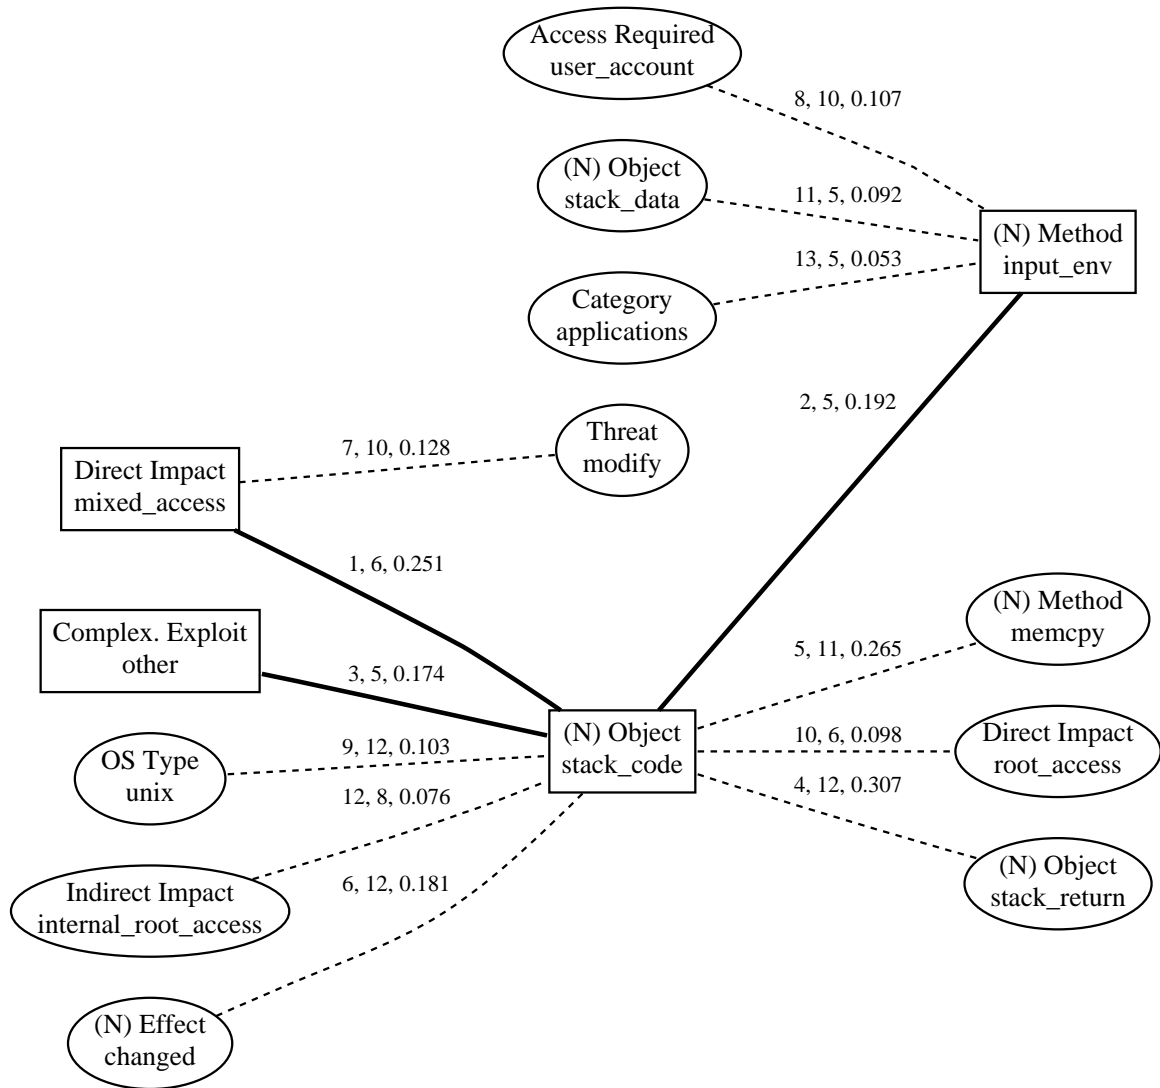 Access Required
user_account
8, 10, 0.107
(N) Object
stack_data
11, 5, 0.092
(N) Method
input_env
13, 5, 0.053
Category
applications
2, 5, 0.192
Threat
modify
7, 10, 0.128
Direct Impact
mixed_access
1, 6, 0.251
(N) Method
memcpy
Complex. Exploit
other
5, 11, 0.265
3, 5, 0.174
(N) Object
stack_code
10, 6, 0.098
Direct Impact
root_access
OS Type
unix
9, 12, 0.103
4, 12, 0.307
12, 8, 0.076
(N) Object
stack_return
Indirect Impact
internal_root_access
6, 12, 0.181
(N) Effect
changed